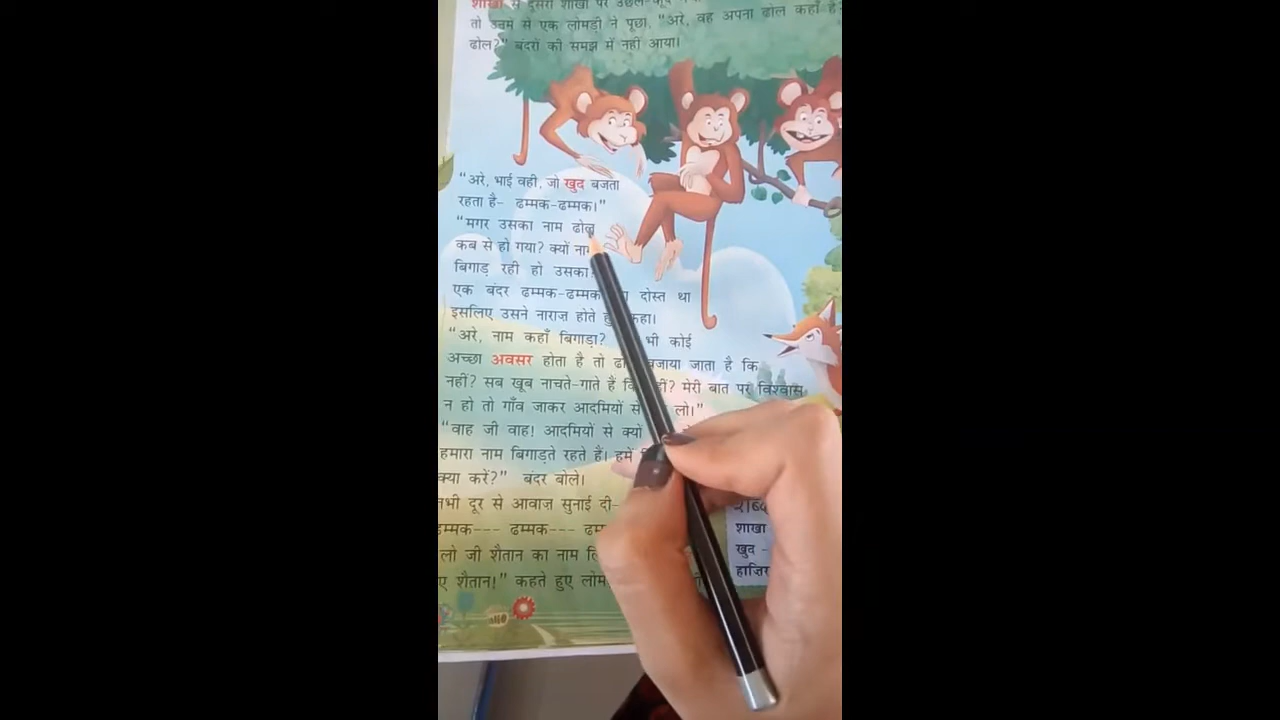 शाखा से दूसरी शाखा पर उछल-कूद
तो उनमें से एक लोमड़ी ने पूछा, "अरे, वह अपना ढोल कहाँ है?
ढोल?" बंदरों की समझ में नहीं आया।
"अरे, भाई वही, जो खुद बजता
रहता है- ढम्मक-ढम्मक।"
"मगर उसका नाम ढोल
कब से हो गया? क्यों
बिगाड़ रही हो उसका?
एक बंदर ढम्मक-ढम्मक दोस्त था
इसलिए उसने नाराज़ होते कहा।
"अरे, नाम कहाँ बिगाड़ा? भी कोई
अच्छा अवसर होता है तो बजाया जाता है कि
नहीं? सब खूब नाचते-गाते हैं मेरी बात पर विश्वास
न हो तो गाँव जाकर आदमियों से लो।"
"वाह जी वाह! आदमियों से क्यों
हमारा नाम बिगाड़ते रहते हैं। हमें
क्या करें?" बंदर बोले।
दूर से आवाज़ सुनाई दी-
ढम्मक--- ढम्मक---
लो जी शैतान का नाम
शैतान!" कहते हुए
शाखा
खुद -